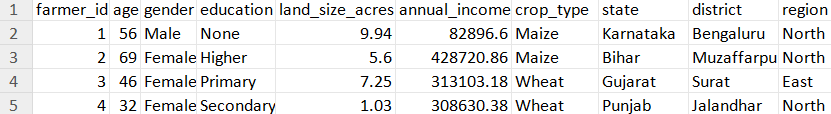 1 farmer_id age gender education land_size_acres annual_income crop_type state district region
2 1 56 Male None 9.94 82896.6 Maize Karnataka Bengaluru North
3 2 69 Female Higher 5.6 428720.86 Maize Bihar Muzaffarpu North
4 3 46 Female Primary 7.25 313103.18 Wheat Gujarat Surat East
5 4 32 Female Secondary 1.03 308630.38 Wheat Punjab Jalandhar North